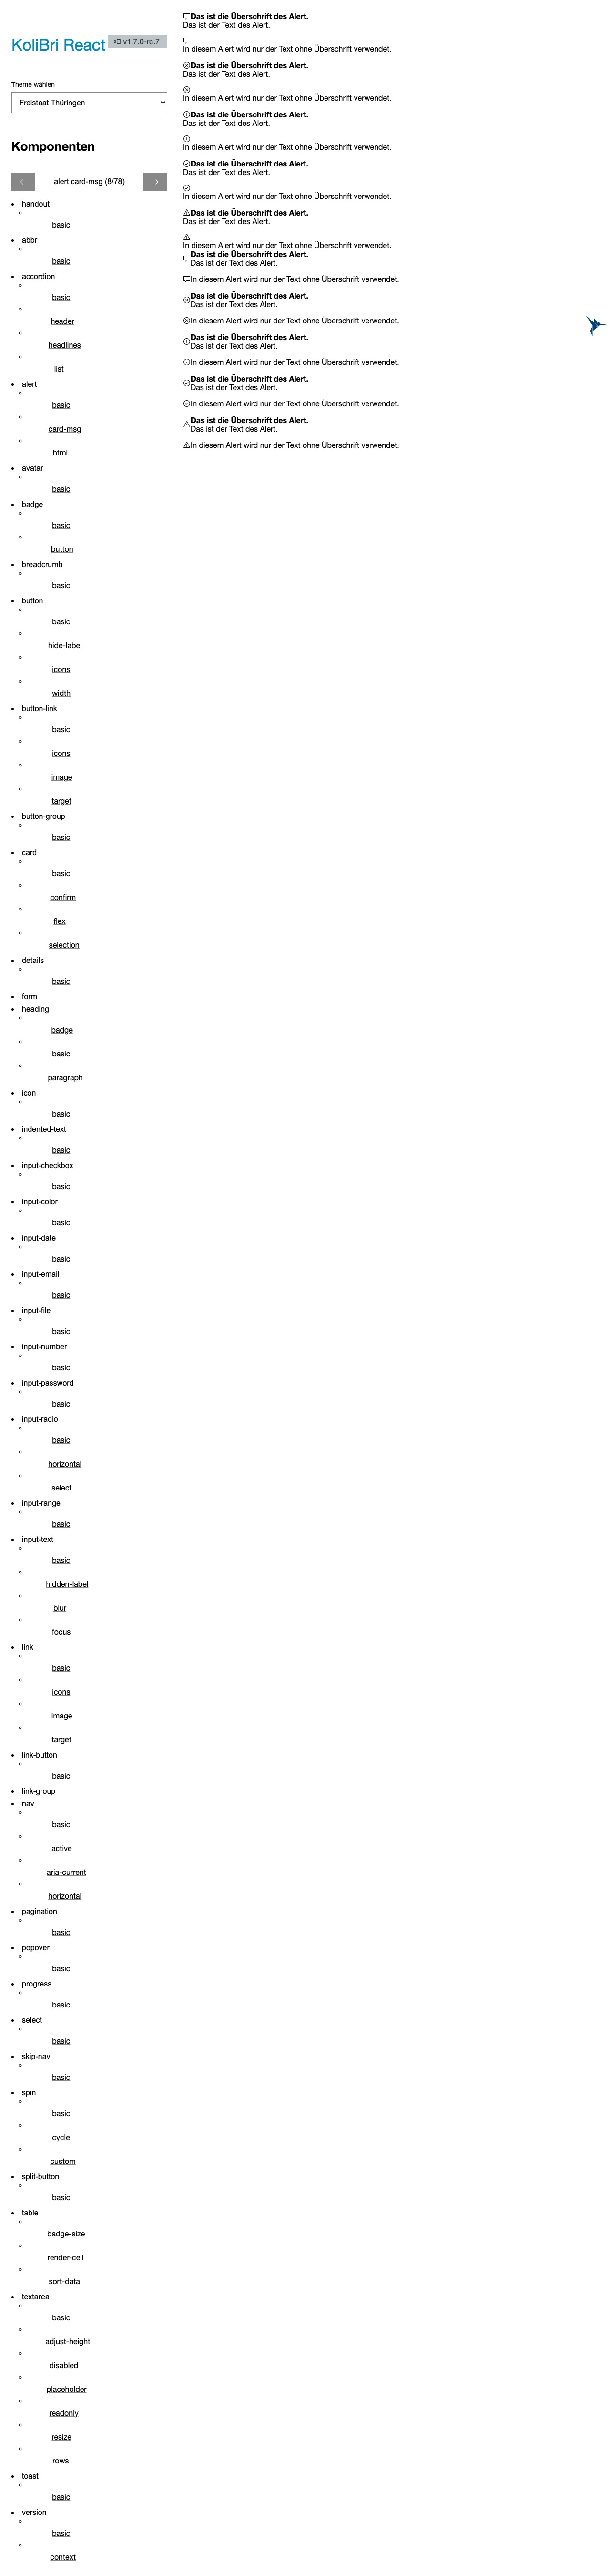 KoliBri React v1.7.0-rc.7
Theme wählen
Freistaat Thüringen
Komponenten
alert card-msg (8/78)
handout
basic
abbr
basic
accordion
basic
header
headlines
list
alert
basic
card-msg
html
avatar
basic
badge
basic
button
breadcrumb
basic
button
basic
hide-label
icons
width
button-link
basic
icons
image
target
button-group
basic
card
basic
confirm
flex
selection
details
basic
form
heading
badge
basic
paragraph
icon
basic
indented-text
basic
input-checkbox
basic
input-color
basic
input-date
basic
input-email
basic
input-file
basic
input-number
basic
input-password
basic
input-radio
basic
horizontal
select
input-range
basic
input-text
basic
hidden-label
blur
focus
link
basic
icons
image
target
link-button
basic
link-group
nav
basic
active
aria-current
horizontal
pagination
basic
popover
basic
progress
basic
select
basic
skip-nav
basic
spin
basic
cycle
custom
split-button
basic
table
badge-size
render-cell
sort-data
textarea
basic
adjust-height
disabled
placeholder
readonly
resize
rows
toast
basic
version
basic
context
Das ist die Überschrift des Alert.
Das ist der Text des Alert.
In diesem Alert wird nur der Text ohne Überschrift verwendet.
Das ist die Überschrift des Alert.
Das ist der Text des Alert.
In diesem Alert wird nur der Text ohne Überschrift verwendet.
Das ist die Überschrift des Alert.
Das ist der Text des Alert.
In diesem Alert wird nur der Text ohne Überschrift verwendet.
Das ist die Überschrift des Alert.
Das ist der Text des Alert.
In diesem Alert wird nur der Text ohne Überschrift verwendet.
Das ist die Überschrift des Alert.
Das ist der Text des Alert.
In diesem Alert wird nur der Text ohne Überschrift verwendet.
Das ist die Überschrift des Alert.
Das ist der Text des Alert.
In diesem Alert wird nur der Text ohne Überschrift verwendet.
Das ist die Überschrift des Alert.
Das ist der Text des Alert.
In diesem Alert wird nur der Text ohne Überschrift verwendet.
Das ist die Überschrift des Alert.
Das ist der Text des Alert.
In diesem Alert wird nur der Text ohne Überschrift verwendet.
Das ist die Überschrift des Alert.
Das ist der Text des Alert.
In diesem Alert wird nur der Text ohne Überschrift verwendet.
Das ist die Überschrift des Alert.
Das ist der Text des Alert.
In diesem Alert wird nur der Text ohne Überschrift verwendet.